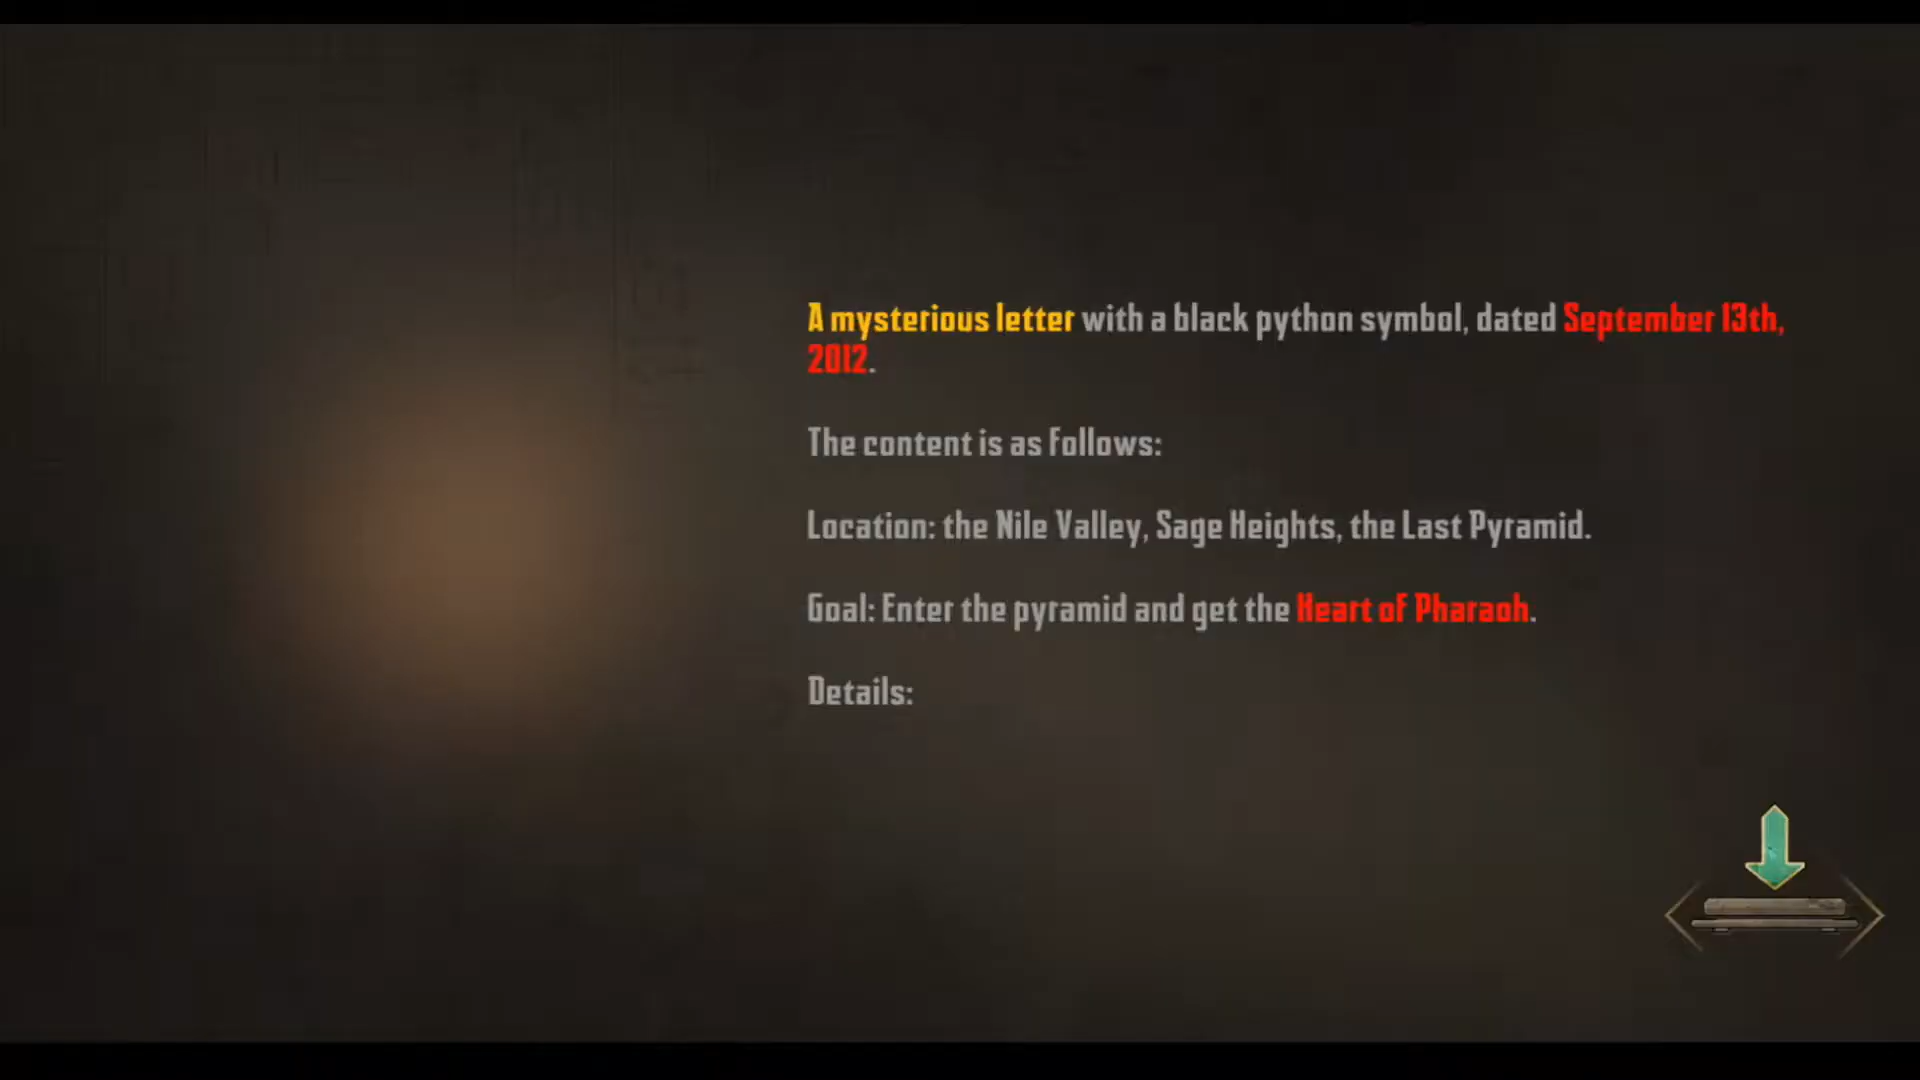 A mysterious letter with a black python symbol, dated September 13th,
2012.
The content is as follows:
Location: the Nile Valley, Sage Heights, the Last Pyramid.
Goal: Enter the pyramid and get the Heart of Pharaoh.
Details: